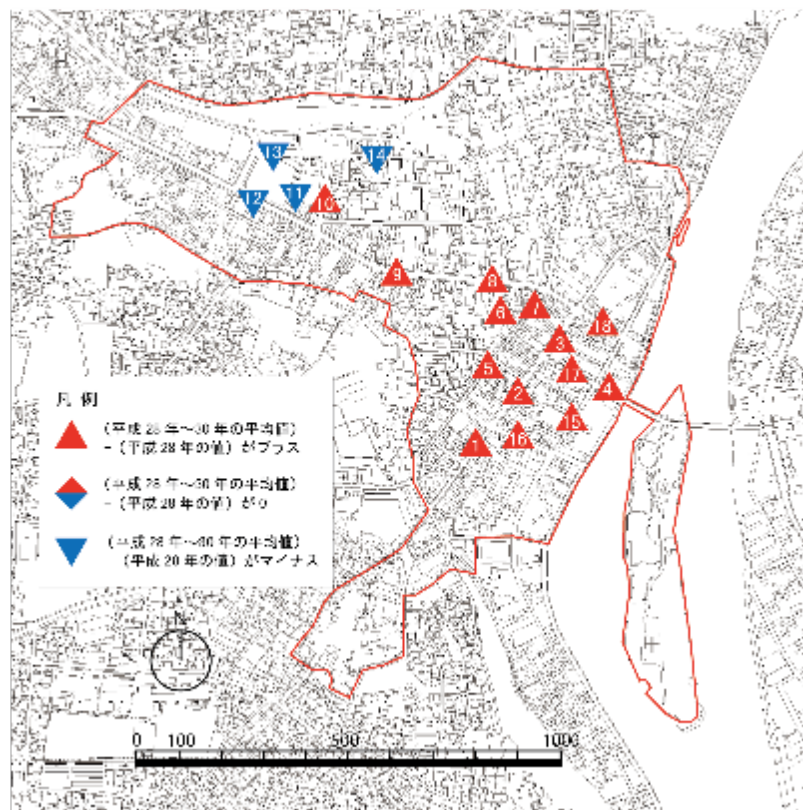 13
14
12
11
10
9
8
6
7
3
18
5
17
2
4
15
1
16
凡 例
(平成 28 年〜30 年の平均値)
-(平成 28 年の値)がプラス
(平成 28 年〜30 年の平均値)
-(平成 28 年の値)が0
(平成 28 年〜30 年の平均値)
(平成 28 年の値)がマイナス
N
0 100 500 1000